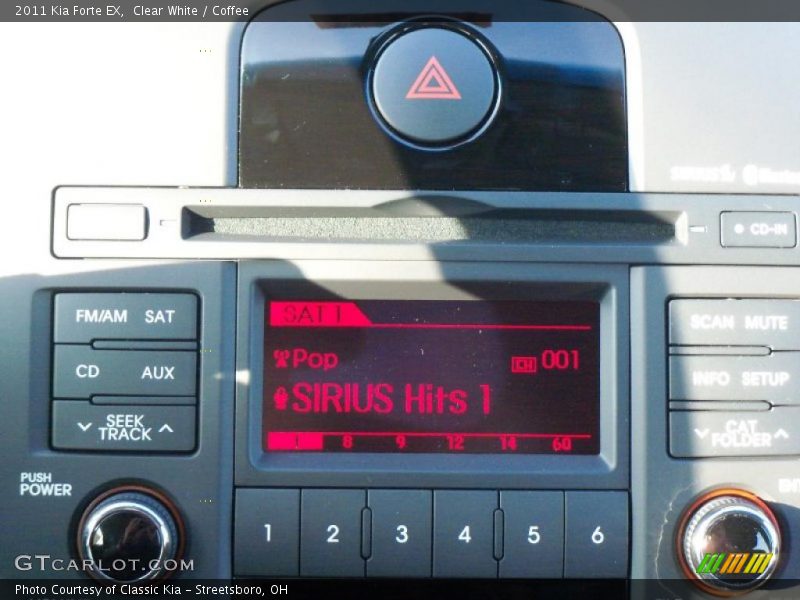 2011 Kia Forte EX,  Clear White / Coffee
SIRIUS
CD-IN
FM/AM SAT
SCAN MUTE
CD AUX
INFO SETUP
SEEK
TRACK
CAT
FOLDER
SAT 1
Pop
CH 001
SIRIUS Hits 1
1 8 9 12 14 60
PUSH
POWER
1 2 3 4 5 6
GTCARLOT.COM
Photo Courtesy of Classic Kia – Streetsboro, OH